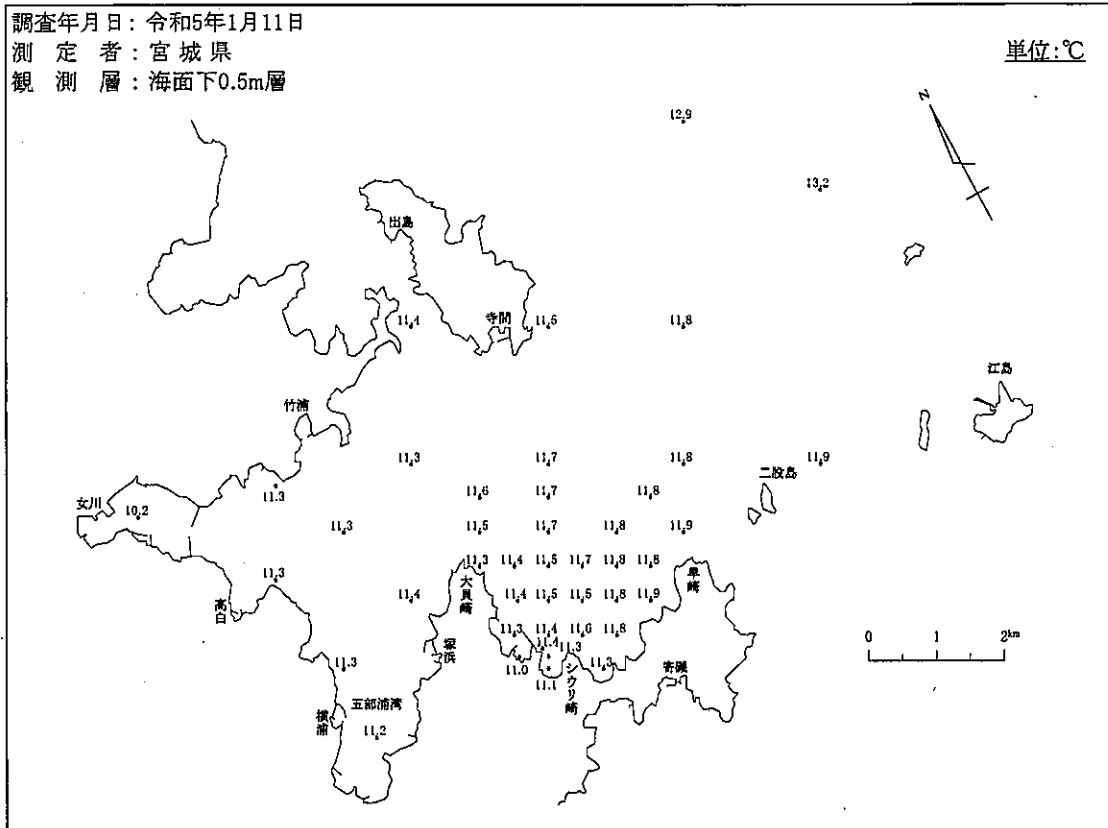 調査年月日：令和5年1月11日
測定者：宮城県
単位：℃
観測層：海面下0.5m層
N
12.9
13.2
出島
11.4
寺間
11.6
11.8
江島
竹浦
11.3
11.7
11.8
11.9
二股島
女川
10.2
11.3
11.6
11.7
11.8
11.3
11.5
11.7
11.8
11.9
11.3
11.4
11.5
11.7
11.8
11.8
早崎
11.3
大貝崎
高白
11.4
11.4
11.5
11.5
11.8
11.9
11.3
11.4
11.6
11.8
塚浜
11.4
11.3
0 1 2km
11.3
11.0
11.3
寄磯
11.1
シウリ崎
五部浦湾
横浦
11.2